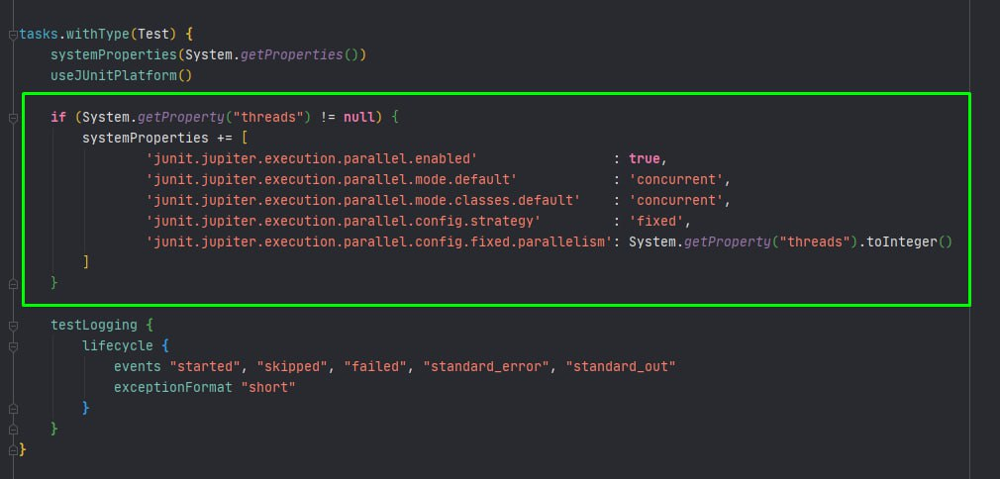 tasks.withType(Test) {
    systemProperties(System.getProperties())
    useJUnitPlatform()

    if (System.getProperty("threads") != null) {
        systemProperties += [
                'junit.jupiter.execution.parallel.enabled'                 : true,
                'junit.jupiter.execution.parallel.mode.default'            : 'concurrent',
                'junit.jupiter.execution.parallel.mode.classes.default'    : 'concurrent',
                'junit.jupiter.execution.parallel.config.strategy'         : 'fixed',
                'junit.jupiter.execution.parallel.config.fixed.parallelism': System.getProperty("threads").toInteger()
        ]
    }

    testLogging {
        lifecycle {
            events "started", "skipped", "failed", "standard_error", "standard_out"
            exceptionFormat "short"
        }
    }
}